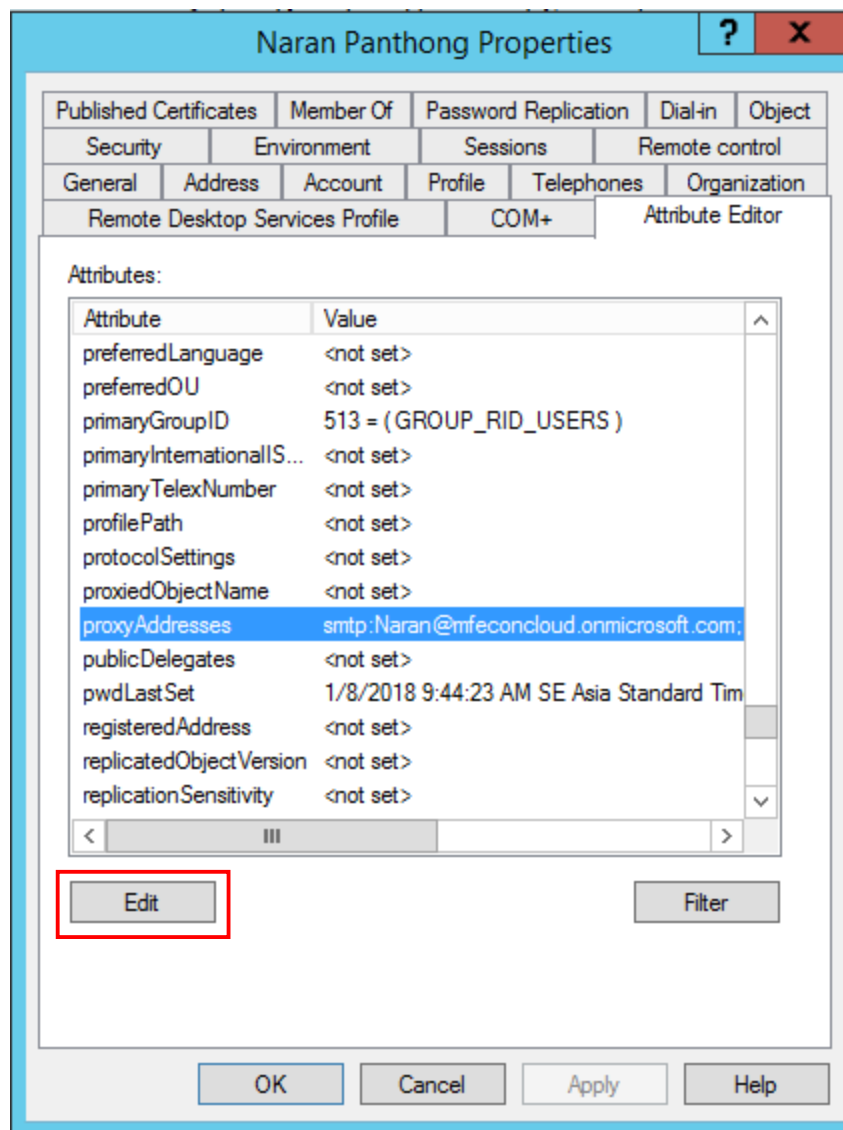 Naran Panthong Properties ? x
Published Certificates Member Of Password Replication Dial-in Object
Security Environment Sessions Remote control
General Address Account Profile Telephones Organization
Remote Desktop Services Profile COM+ Attribute Editor
Attributes:
Attribute Value
preferredLanguage <not set>
preferredOU <not set>
primaryGroupID 513 = ( GROUP_RID_USERS )
primaryInternationalIS... <not set>
primaryTelexNumber <not set>
profilePath <not set>
protocolSettings <not set>
proxiedObjectName <not set>
proxyAddresses smtp:Naran@mfeconcloud.onmicrosoft.com;
publicDelegates <not set>
pwdLastSet 1/8/2018 9:44:23 AM SE Asia Standard Tim
registeredAddress <not set>
replicatedObjectVersion <not set>
replicationSensitivity <not set>
Edit Filter
OK Cancel Apply Help